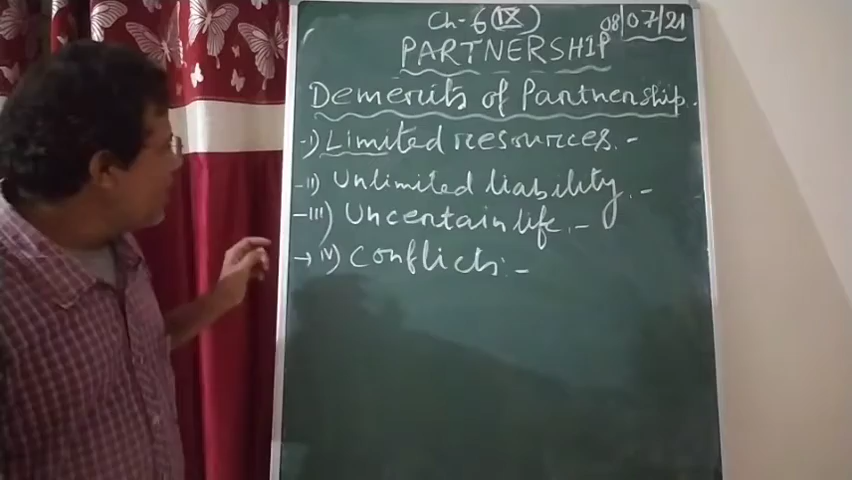 Ch-6 (IX)
08/07/21
PARTNERSHIP
Demerits of Partnership.
-i) Limited resources. -
-ii) Unlimited liability. -
-iii) Uncertain life. -
→ iv) Conflicts. -